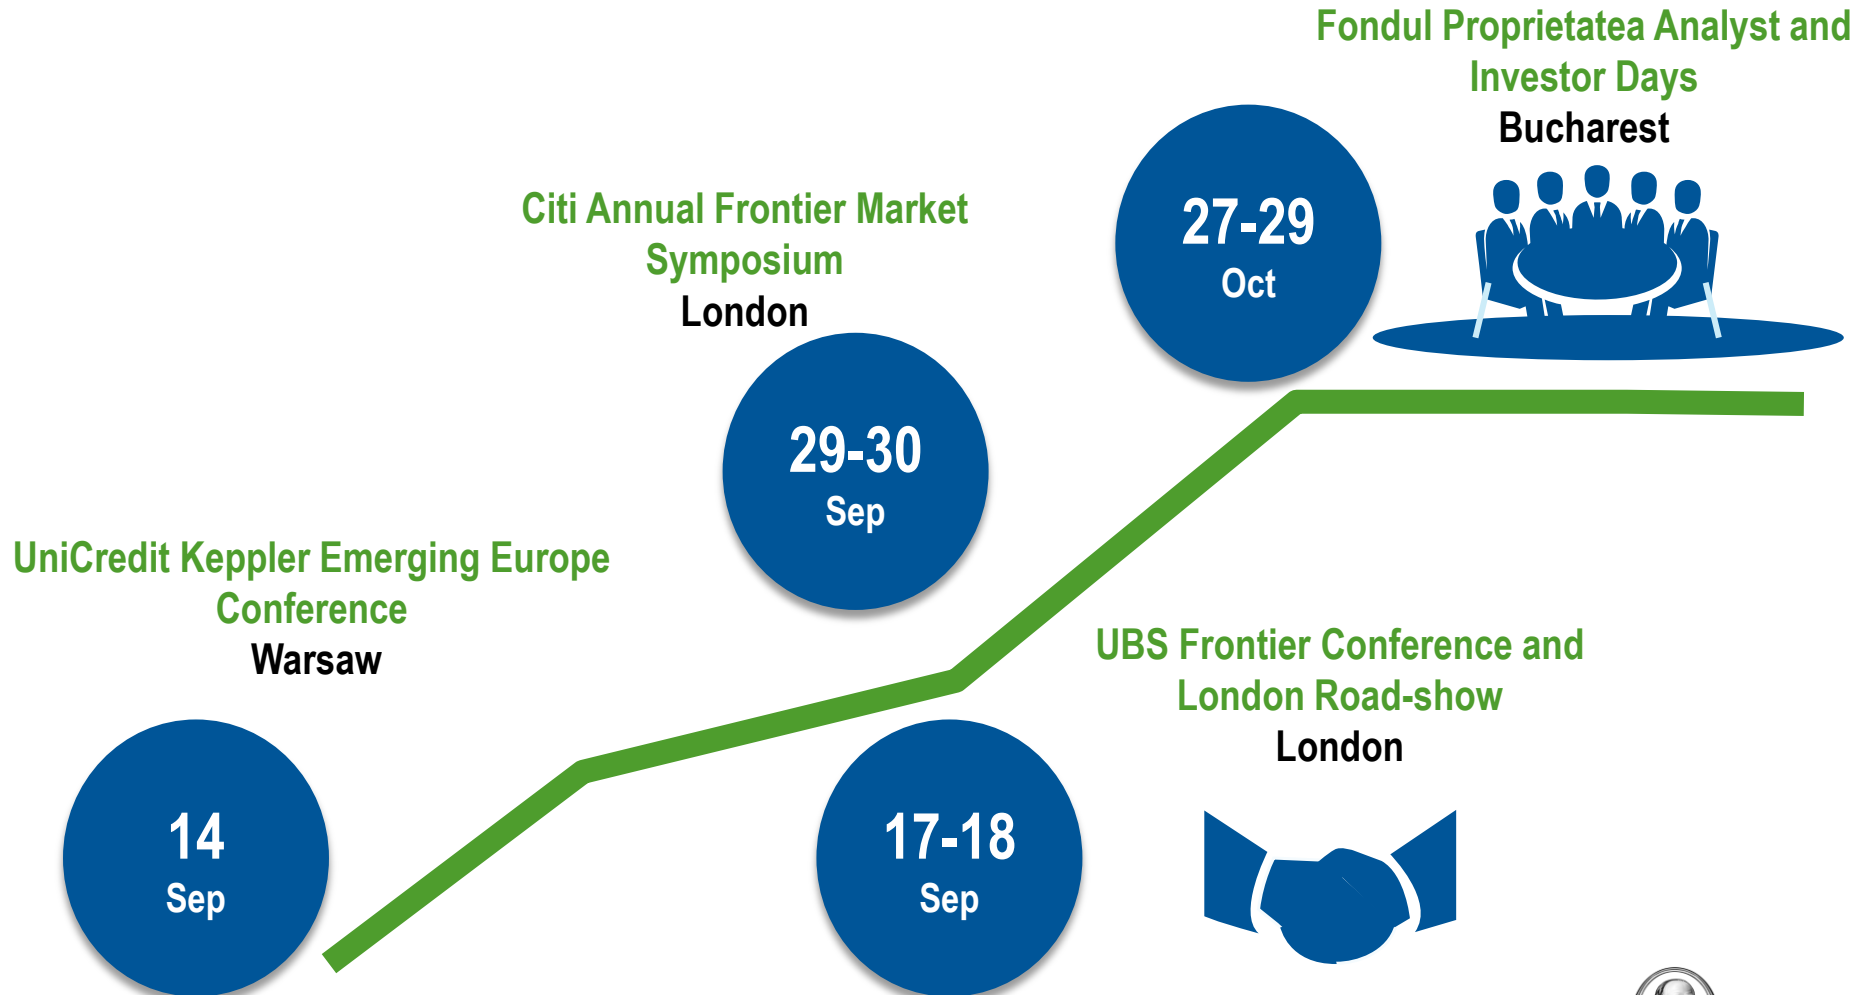 Fondul Proprietatea Analyst and
Investor Days
Bucharest
27-29
Oct
Citi Annual Frontier Market
Symposium
London
29-30
Sep
UniCredit Keppler Emerging Europe
Conference
Warsaw
14
Sep
UBS Frontier Conference and
London Road-show
London
17-18
Sep